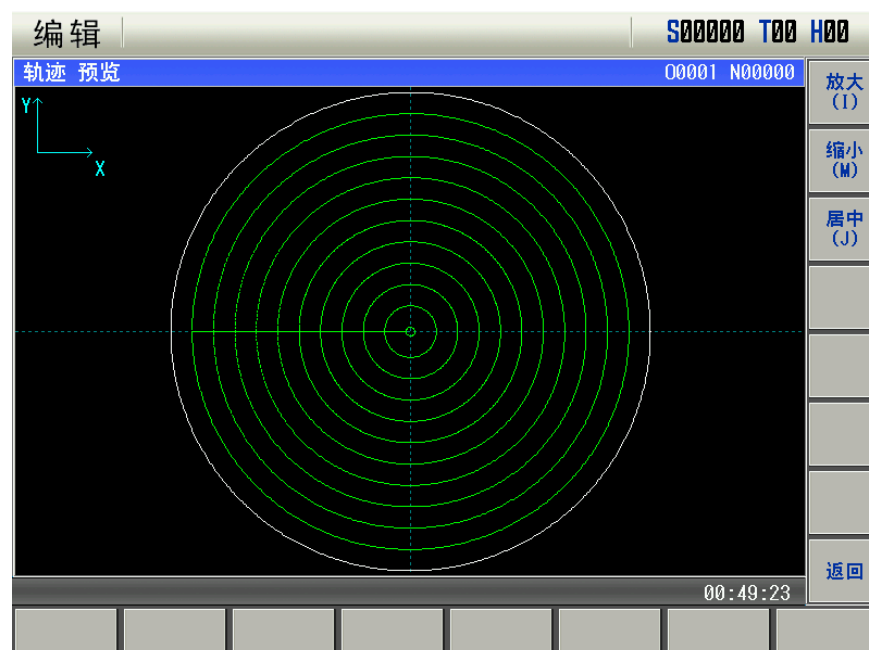 编辑 S00000 T00 H00
轨迹 预览 O0001 N00000
Y
X
放大
(I)
缩小
(M)
居中
(J)
返回
00:49:23